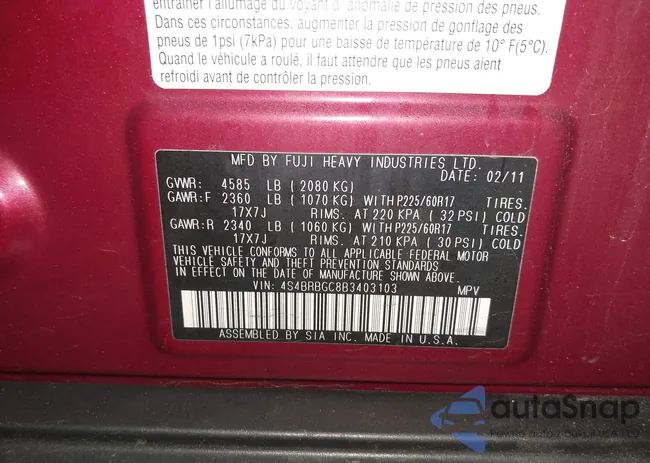 entraîner l'allumage du voyant d' anomalie de pression des pneus.
Dans ces circonstances, augmenter la pression de gonflage des
pneus de 1psi (7kPa) pour une baisse de température de 10° F(5°C).
Quand le véhicule a roulé, il faut attendre que les pneus aient
refroidi avant de contrôler la pression.
MFD BY FUJI HEAVY INDUSTRIES LTD.
DATE: 02/11
GVWR: 4585 LB (2080 KG)
GAWR:F 2360 LB (1070 KG) WITH P225/60R17 TIRES.
17X7J RIMS. AT 220 KPA (32 PSI) COLD
GAWR:R 2340 LB (1060 KG) WITH P225/60R17 TIRES.
17X7J RIMS. AT 210 KPA (30 PSI) COLD
THIS VEHICLE CONFORMS TO ALL APPLICABLE FEDERAL MOTOR
VEHICLE SAFETY AND THEFT PREVENTION STANDARDS
IN EFFECT ON THE DATE OF MANUFACTURE SHOWN ABOVE.
VIN: 4S4BRBGC8B3403103 MPV
ASSEMBLED BY SIA INC. MADE IN U.S.A.
autaSnap